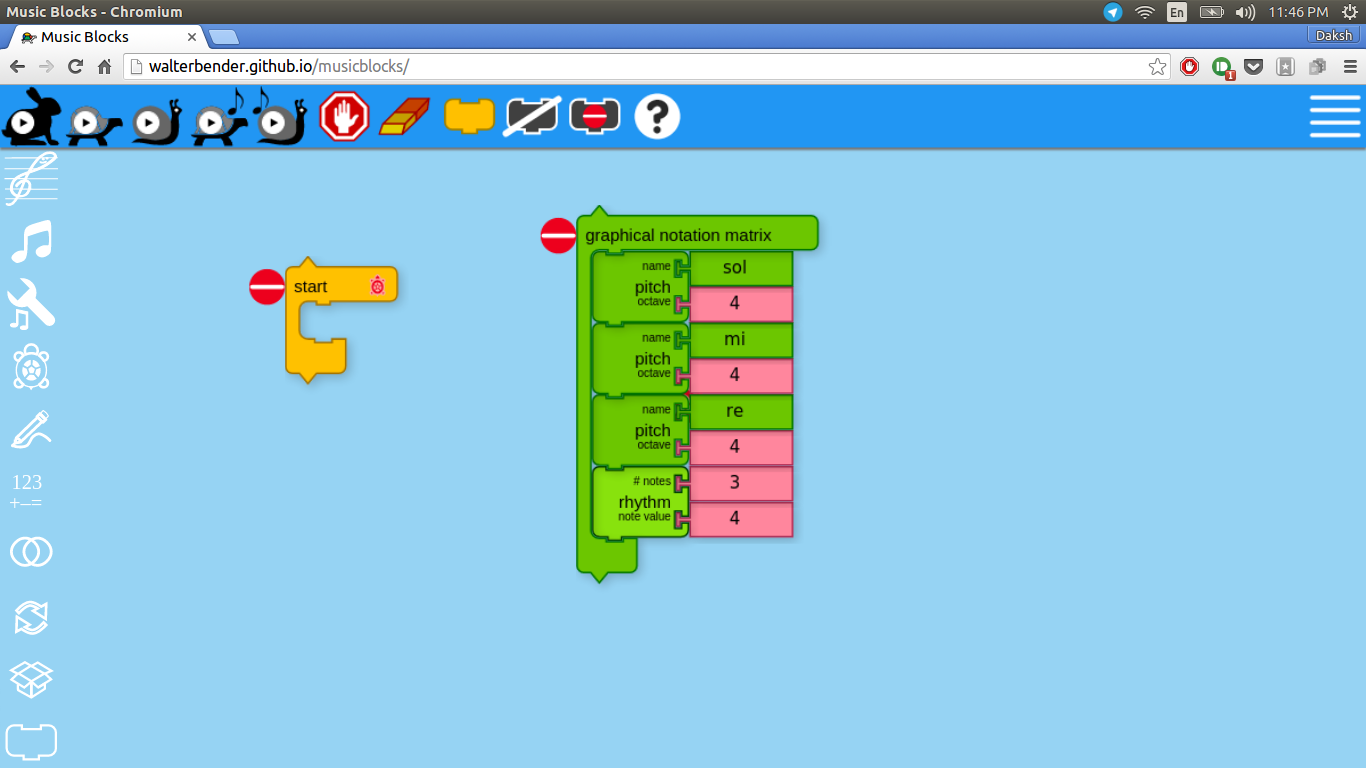 Music Blocks - Chromium
En
11:46 PM
Music Blocks
Daksh
walterbender.github.io/musicblocks/
1
?
graphical notation matrix
name
sol
pitch
octave
4
name
mi
pitch
octave
4
name
re
pitch
octave
4
# notes
3
rhythm
note value
4
start
123
+–=